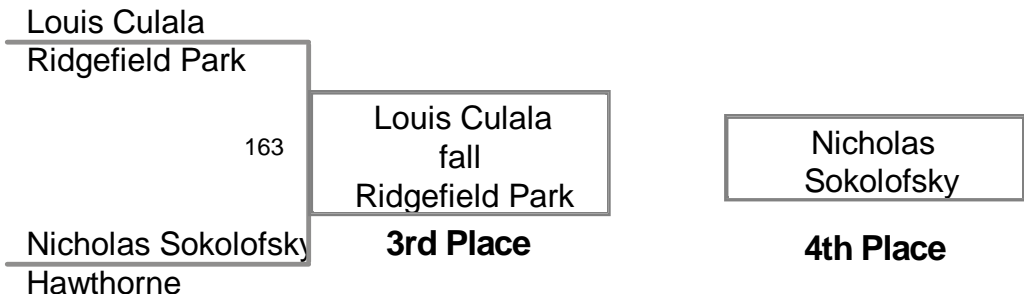 Louis Culala
Ridgefield Park
163
Louis Culala
fall
Ridgefield Park
3rd Place
Nicholas Sokolofsky
Hawthorne
Nicholas
Sokolofsky
4th Place